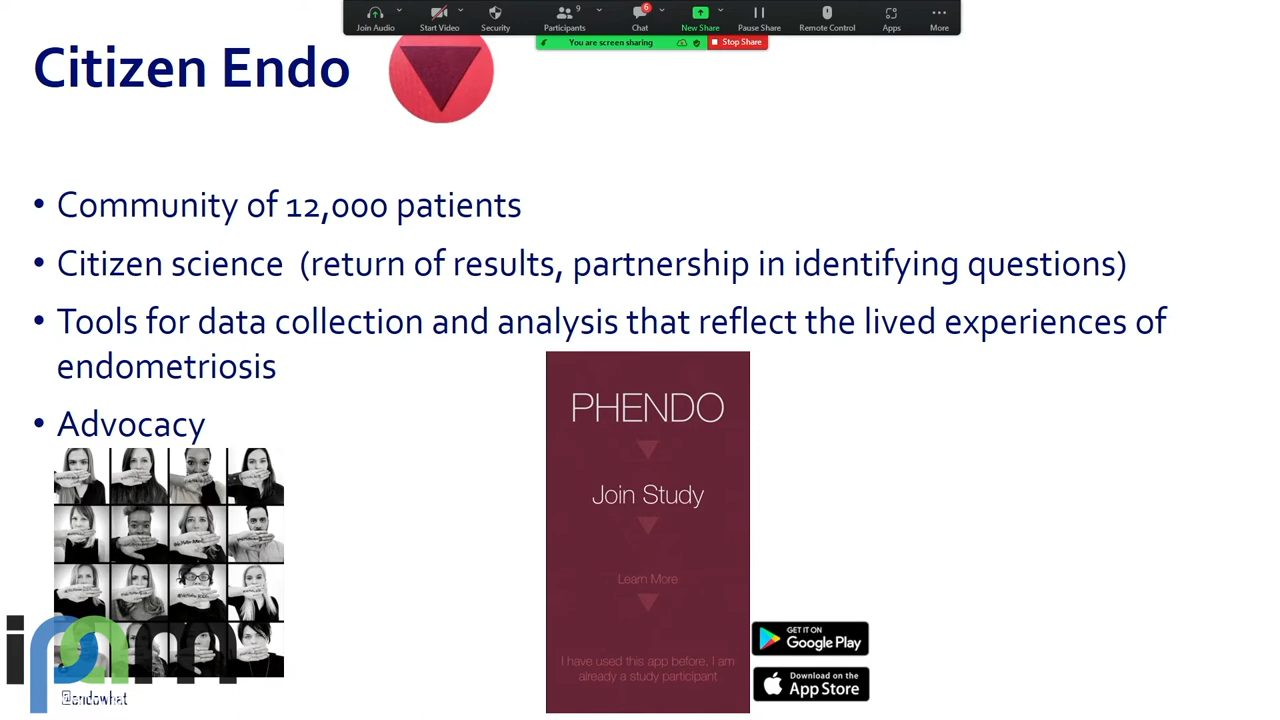 Join Audio
Start Video
Security
9
Participants
6
Chat
New Share
Pause Share
Remote Control
Apps
More
You are screen sharing
Stop Share
Citizen Endo
• Community of 12,000 patients
• Citizen science (return of results, partnership in identifying questions)
• Tools for data collection and analysis that reflect the lived experiences of
endometriosis
• Advocacy
PHENDO
Join Study
Learn More
I have used this app before, I am
already a study participant
GET IT ON
Google Play
Download on the
App Store
ipam
@endowhat